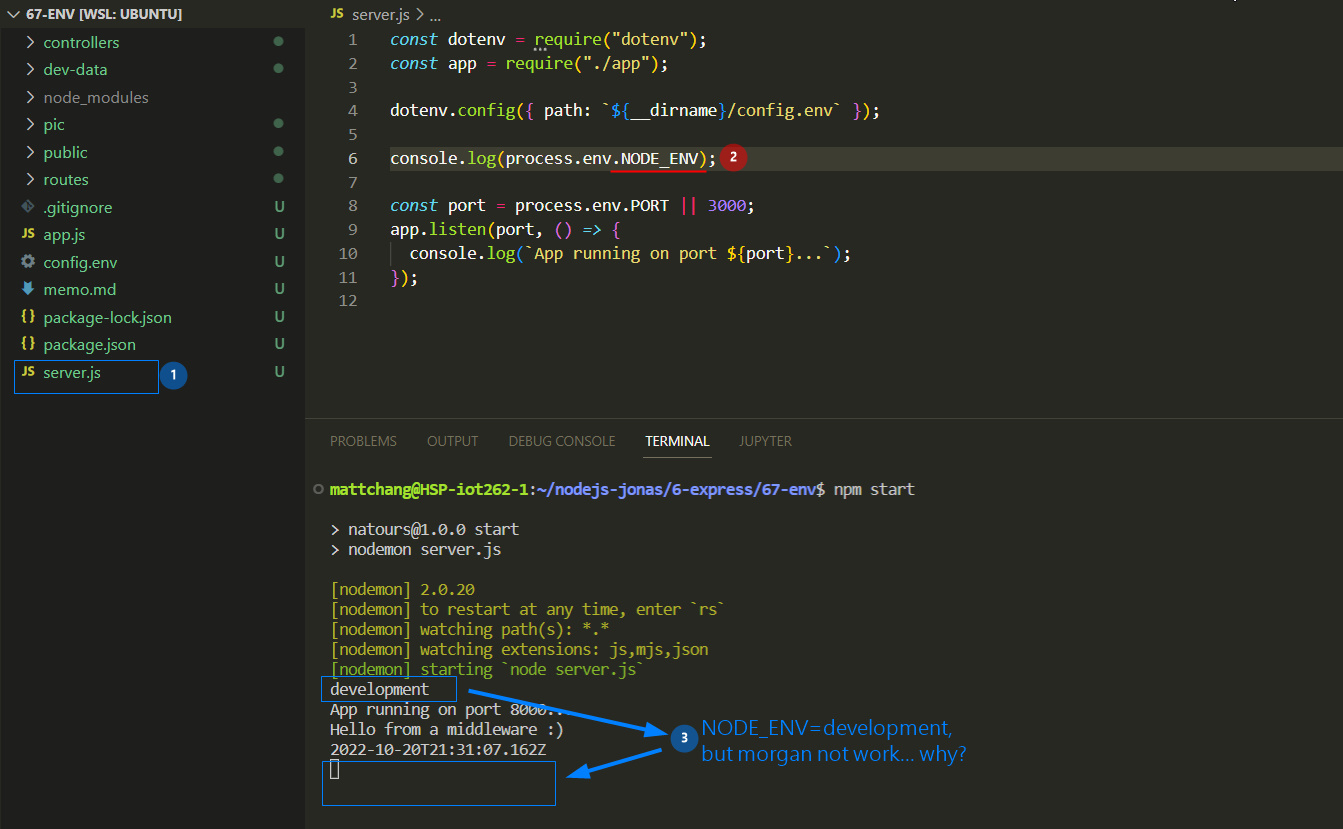 67-ENV [WSL: UBUNTU]
controllers
dev-data
node_modules
pic
public
routes
.gitignore U
JS app.js U
config.env U
memo.md U
{} package-lock.json U
{} package.json U
JS server.js U
1
JS server.js > ...
1 const dotenv = require("dotenv");
2 const app = require("./app");
3
4 dotenv.config({ path: `${__dirname}/config.env` });
5
6 console.log(process.env.NODE_ENV); 2
7
8 const port = process.env.PORT || 3000;
9 app.listen(port, () => {
10 console.log(`App running on port ${port}...`);
11 });
12
PROBLEMS OUTPUT DEBUG CONSOLE TERMINAL JUPYTER
mattchang@HSP-iot262-1:~/nodejs-jonas/6-express/67-env$ npm start
> natours@1.0.0 start
> nodemon server.js
[nodemon] 2.0.20
[nodemon] to restart at any time, enter `rs`
[nodemon] watching path(s): *.*
[nodemon] watching extensions: js,mjs,json
[nodemon] starting `node server.js`
development
App running on port 8000...
Hello from a middleware :)
2022-10-20T21:31:07.162Z
3 NODE_ENV=development,
but morgan not work... why?